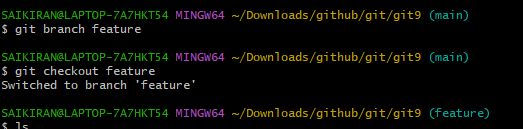 SAIKIRAN@LAPTOP-7A7HKT54 MINGW64 ~/Downloads/github/git/git9 (main)
$ git branch feature
SAIKIRAN@LAPTOP-7A7HKT54 MINGW64 ~/Downloads/github/git/git9 (main)
$ git checkout feature
Switched to branch 'feature'
SAIKIRAN@LAPTOP-7A7HKT54 MINGW64 ~/Downloads/github/git/git9 (feature)
$ ls